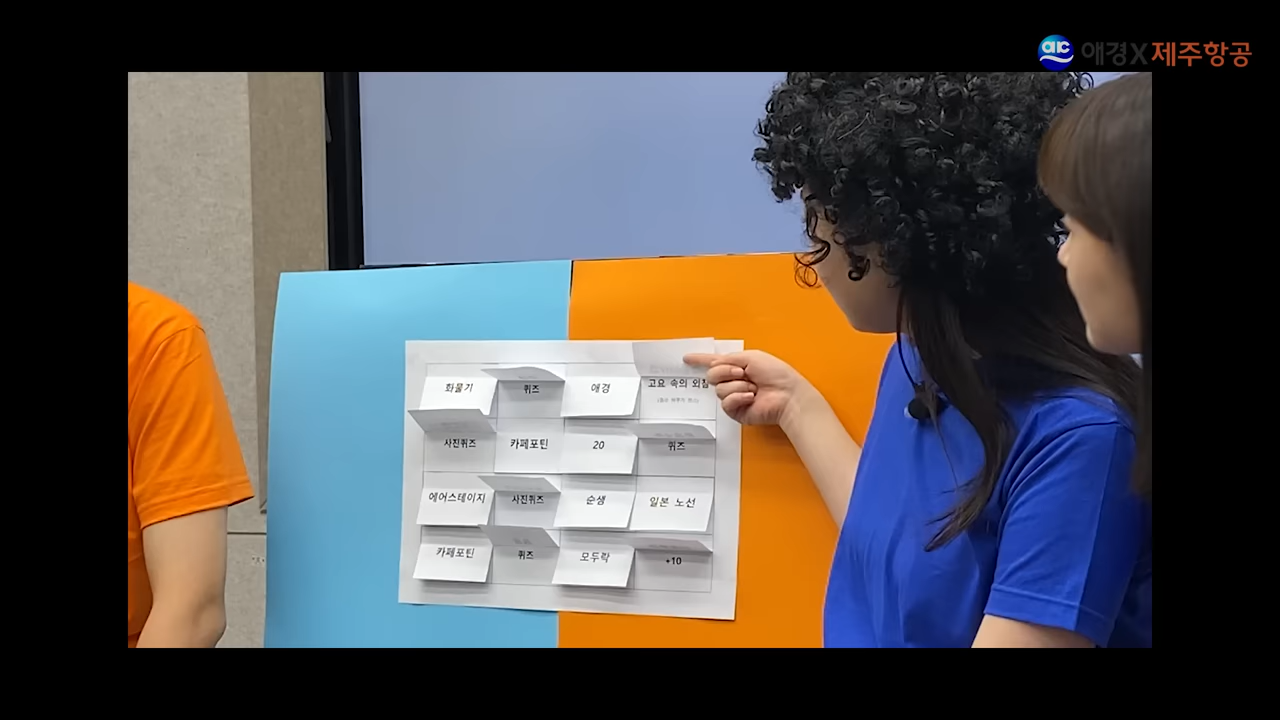 애경X제주항공
화물기
퀴즈
애경
고요 속의 외침
사진퀴즈
카페포틴
20
퀴즈
에어스테이지
사진퀴즈
순샘
일본 노선
카페포틴
퀴즈
모두락
+10